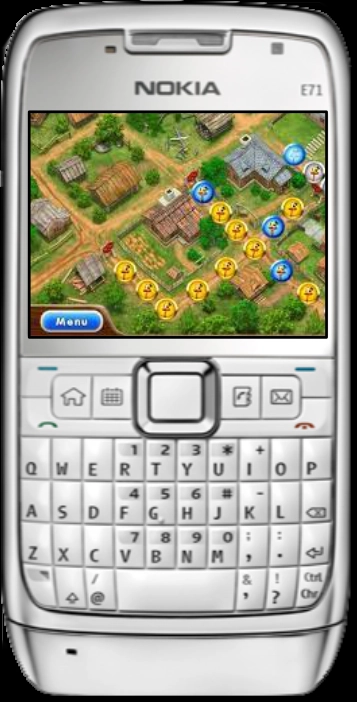 NOKIA E71
Menu
1 2 3 * +
Q W E R T Y U I O P
4 5 6 # -
A S D F G H J K L
7 8 9 0 ; :
Z X C V B N M , .
/ & ! Ctrl
@ ' ? Chr